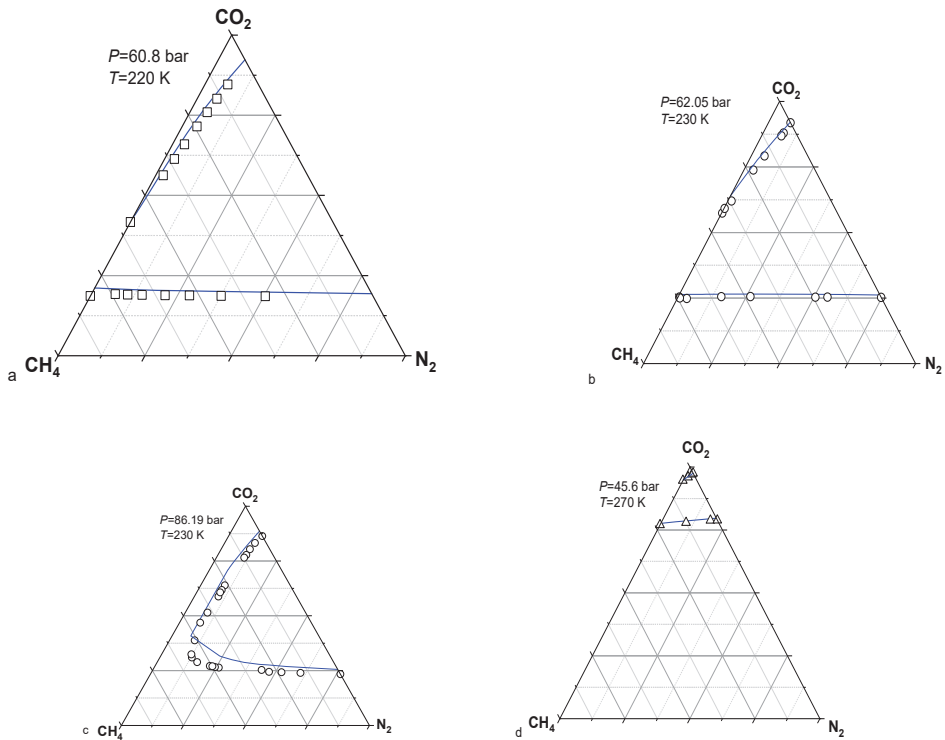 CO2
P=60.8 bar
T=220 K
CH4
N2
a
CO2
P=62.05 bar
T=230 K
CH4
N2
b
CO2
P=86.19 bar
T=230 K
CH4
N2
c
CO2
P=45.6 bar
T=270 K
CH4
N2
d